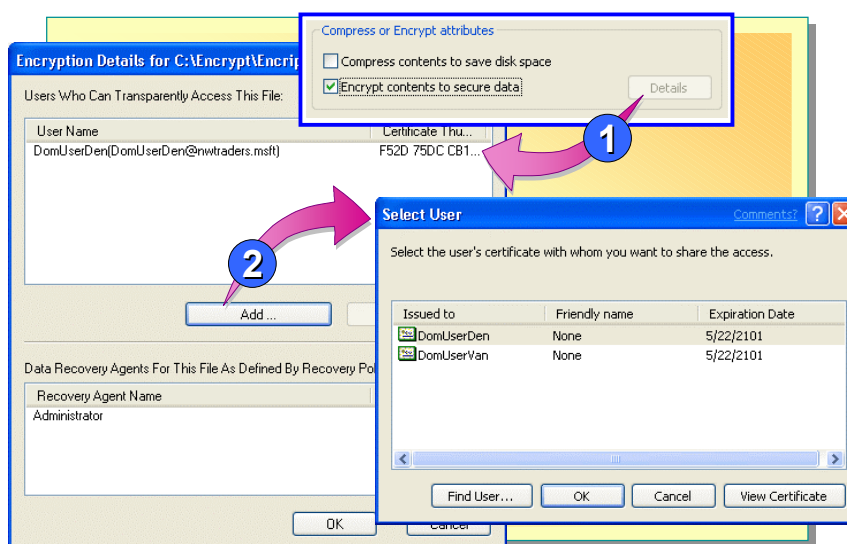 Compress or Encrypt attributes
Compress contents to save disk space
Encrypt contents to secure data
Details
1
Encryption Details for C:\Encrypt\Encrip
Users Who Can Transparently Access This File:
User Name Certificate Thu...
DomUserDen(DomUserDen@nwtraders.msft) F52D 75DC CB1...
2
Add ...
Data Recovery Agents For This File As Defined By Recovery Pol
Recovery Agent Name
Administrator
OK
Cancel
Select User Comments?
Select the user's certificate with whom you want to share the access.
Issued to Friendly name Expiration Date
DomUserDen None 5/22/2101
DomUserVan None 5/22/2101
Find User... OK Cancel View Certificate